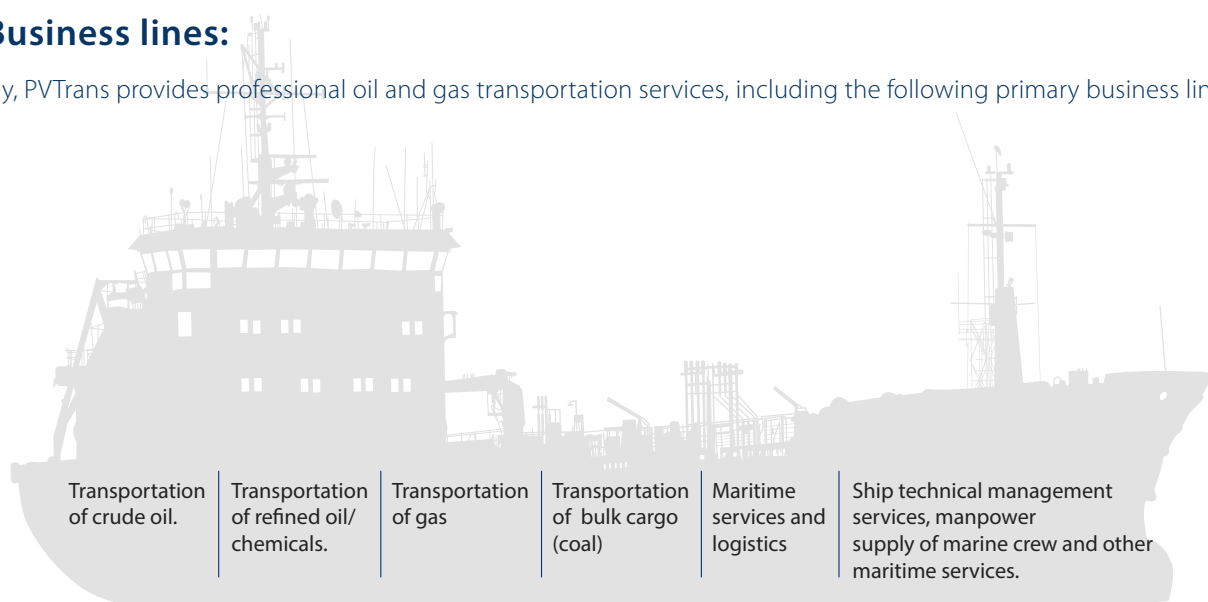 Business lines:
y, PVTrans provides professional oil and gas transportation services, including the following primary business lin
Transportation
of crude oil.
Transportation
of refined oil/
chemicals.
Transportation
of gas
Transportation
of bulk cargo
(coal)
Maritime
services and
logistics
Ship technical management
services, manpower
supply of marine crew and other
maritime services.